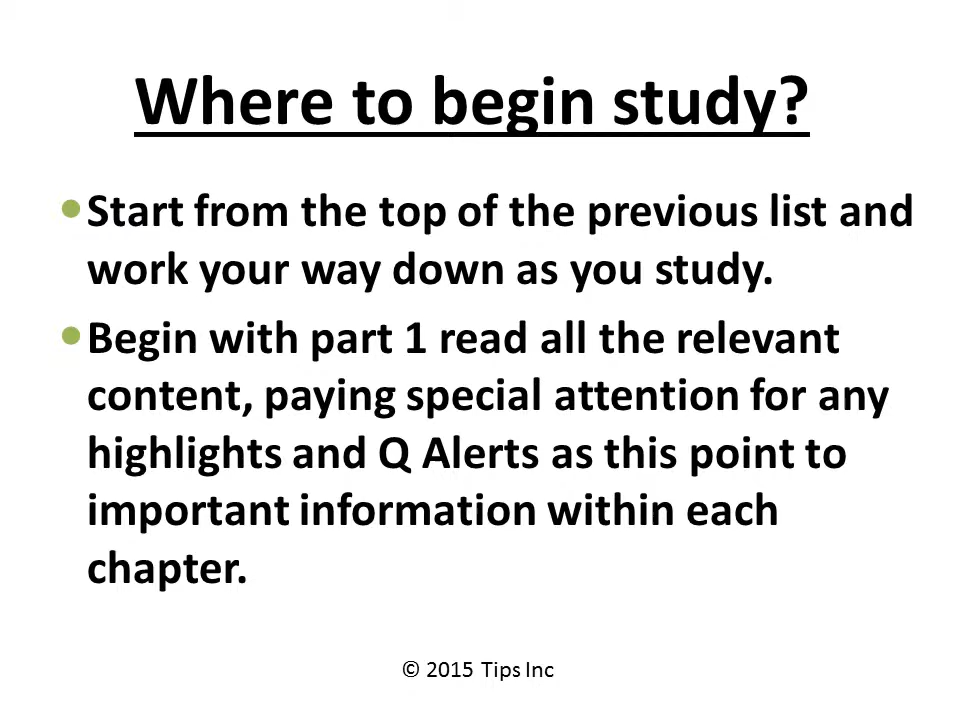 Where to begin study?
Start from the top of the previous list and
work your way down as you study.
Begin with part 1 read all the relevant
content, paying special attention for any
highlights and Q Alerts as this point to
important information within each
chapter.
© 2015 Tips Inc